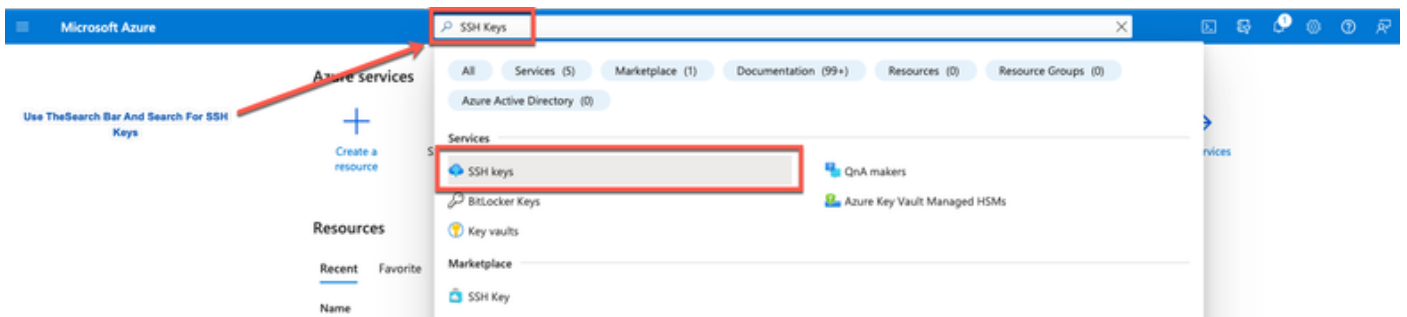 Microsoft Azure
SSH Keys
1
All Services (5) Marketplace (1) Documentation (99+) Resources (0) Resource Groups (0)
Azure Active Directory (0)
Azure services
Use TheSearch Bar And Search For SSH
Keys
Create a
resource
S
Services
SSH keys
QnA makers
rvices
BitLocker Keys
Azure Key Vault Managed HSMs
Key vaults
Resources
Recent Favorite
Name
Marketplace
SSH Key